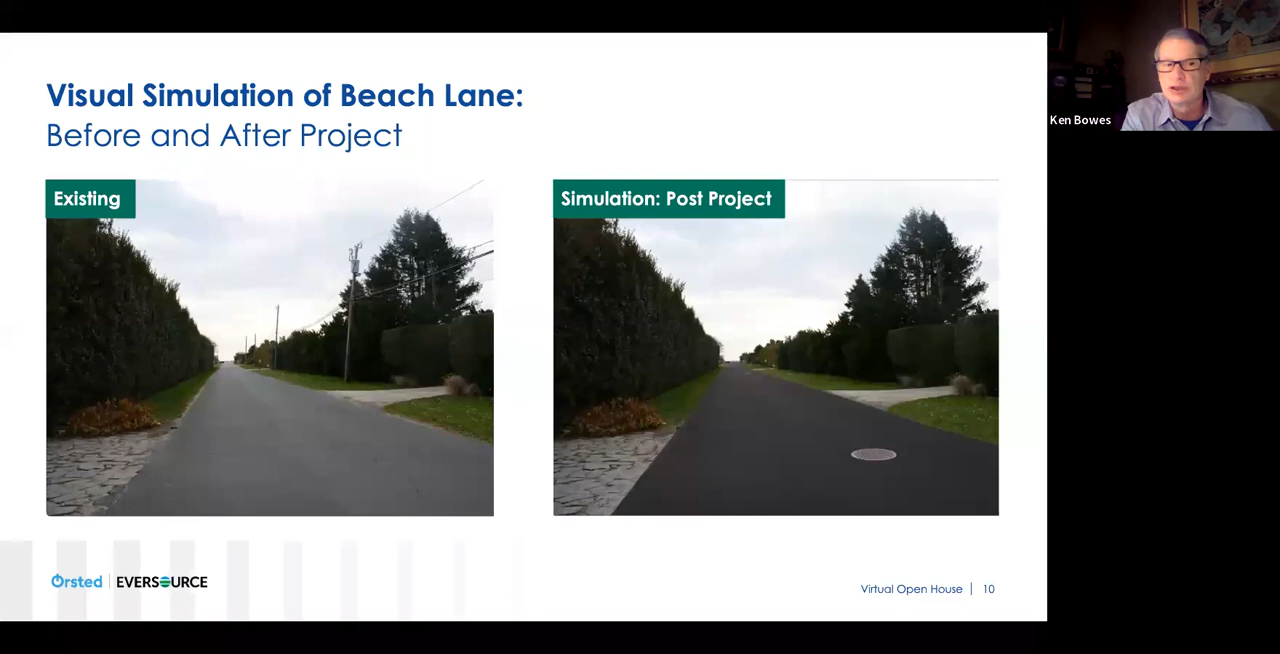 Visual Simulation of Beach Lane:
Before and After Project
Existing
Simulation: Post Project
Ørsted
EVERSOURCE
Virtual Open House | 10
Ken Bowes